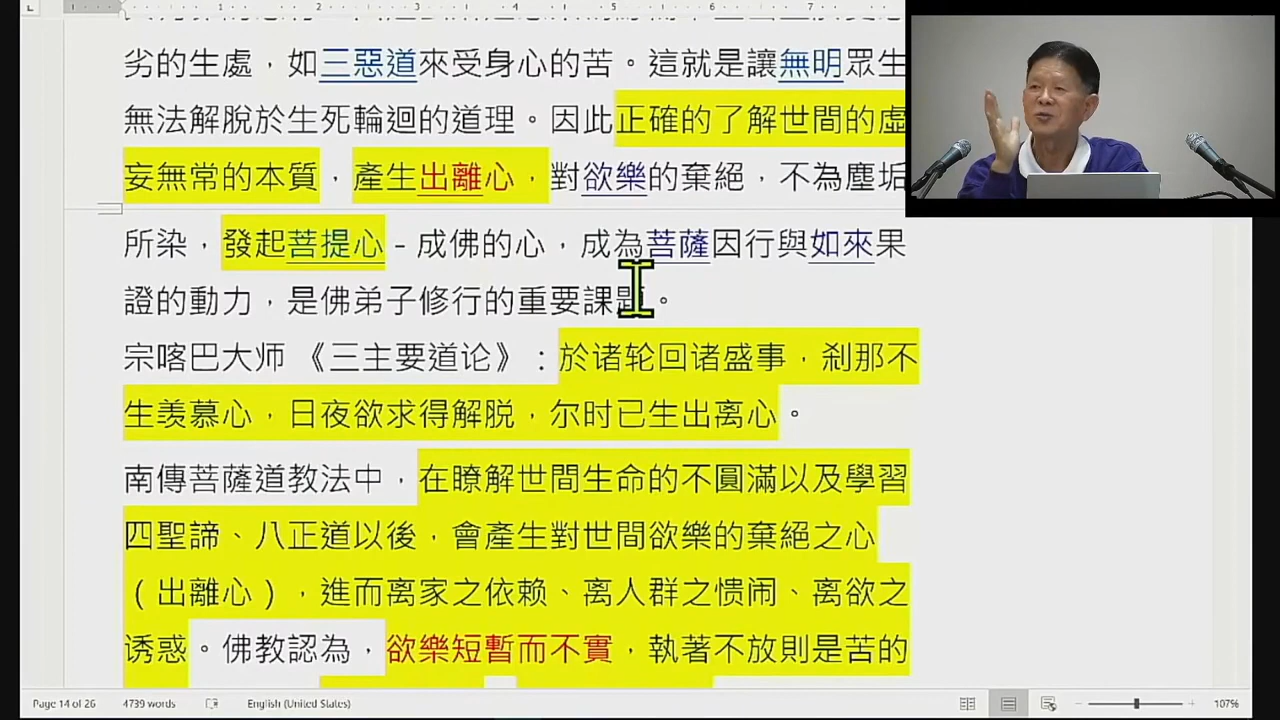 劣的生處，如三惡道來受身心的苦。這就是讓無明眾生
無法解脫於生死輪迴的道理。因此正確的了解世間的虛
妄無常的本質，產生出離心，對欲樂的棄絕，不為塵垢
所染，發起菩提心 - 成佛的心，成為菩薩因行與如來果
證的動力，是佛弟子修行的重要課題。
宗喀巴大师 《三主要道论》：於诸轮回诸盛事，刹那不
生羡慕心，日夜欲求得解脱，尔时已生出离心。
南傳菩薩道教法中，在瞭解世間生命的不圓滿以及學習
四聖諦、八正道以後，會產生對世間欲樂的棄絕之心
（出離心），進而离家之依赖、离人群之愦闹、离欲之
诱惑。佛教認為，欲樂短暫而不實，執著不放則是苦的
Page 14 of 26 4739 words English (United States) 107%